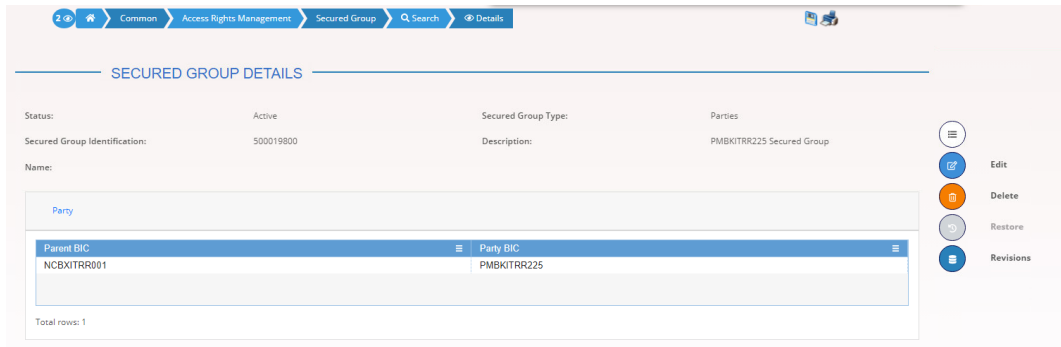 2 Common Access Rights Management Secured Group Search Details
SECURED GROUP DETAILS
Status: Active Secured Group Type: Parties
Secured Group Identification: 500019800 Description: PMBKITRR225 Secured Group
Name:
Edit
Delete
Restore
Revisions
Party
Parent BIC Party BIC
NCBXITRR001 PMBKITRR225
Total rows: 1